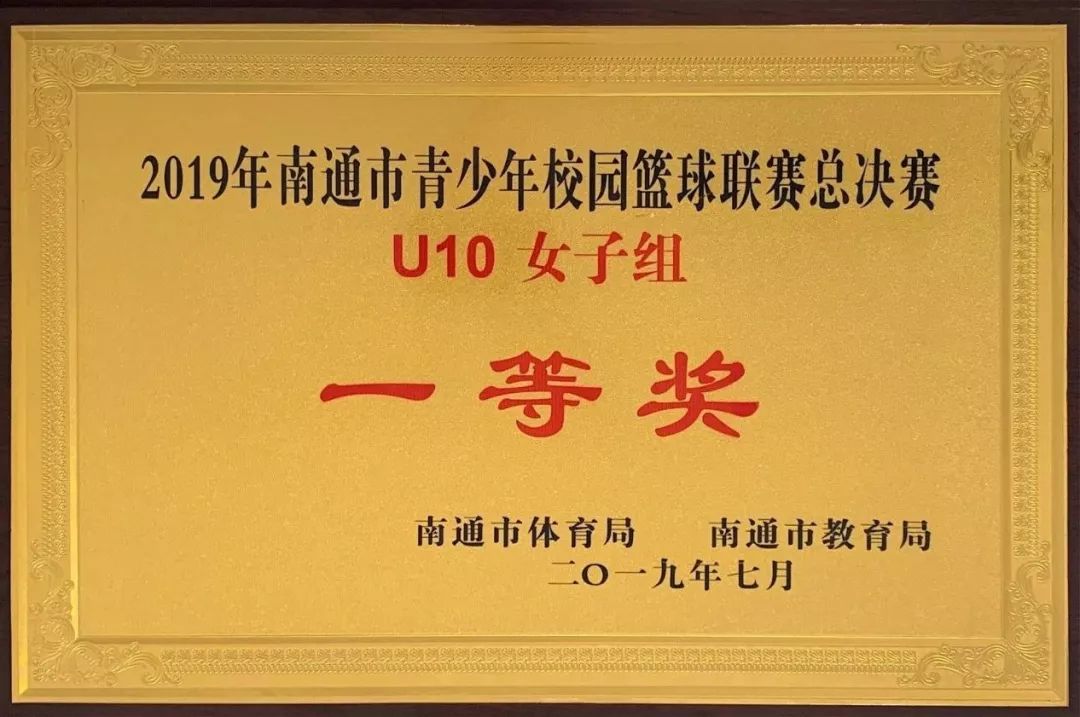 2019年南通市青少年校园篮球联赛总决赛
U10 女子组
一等奖
南通市体育局 南通市教育局
二〇一九年七月